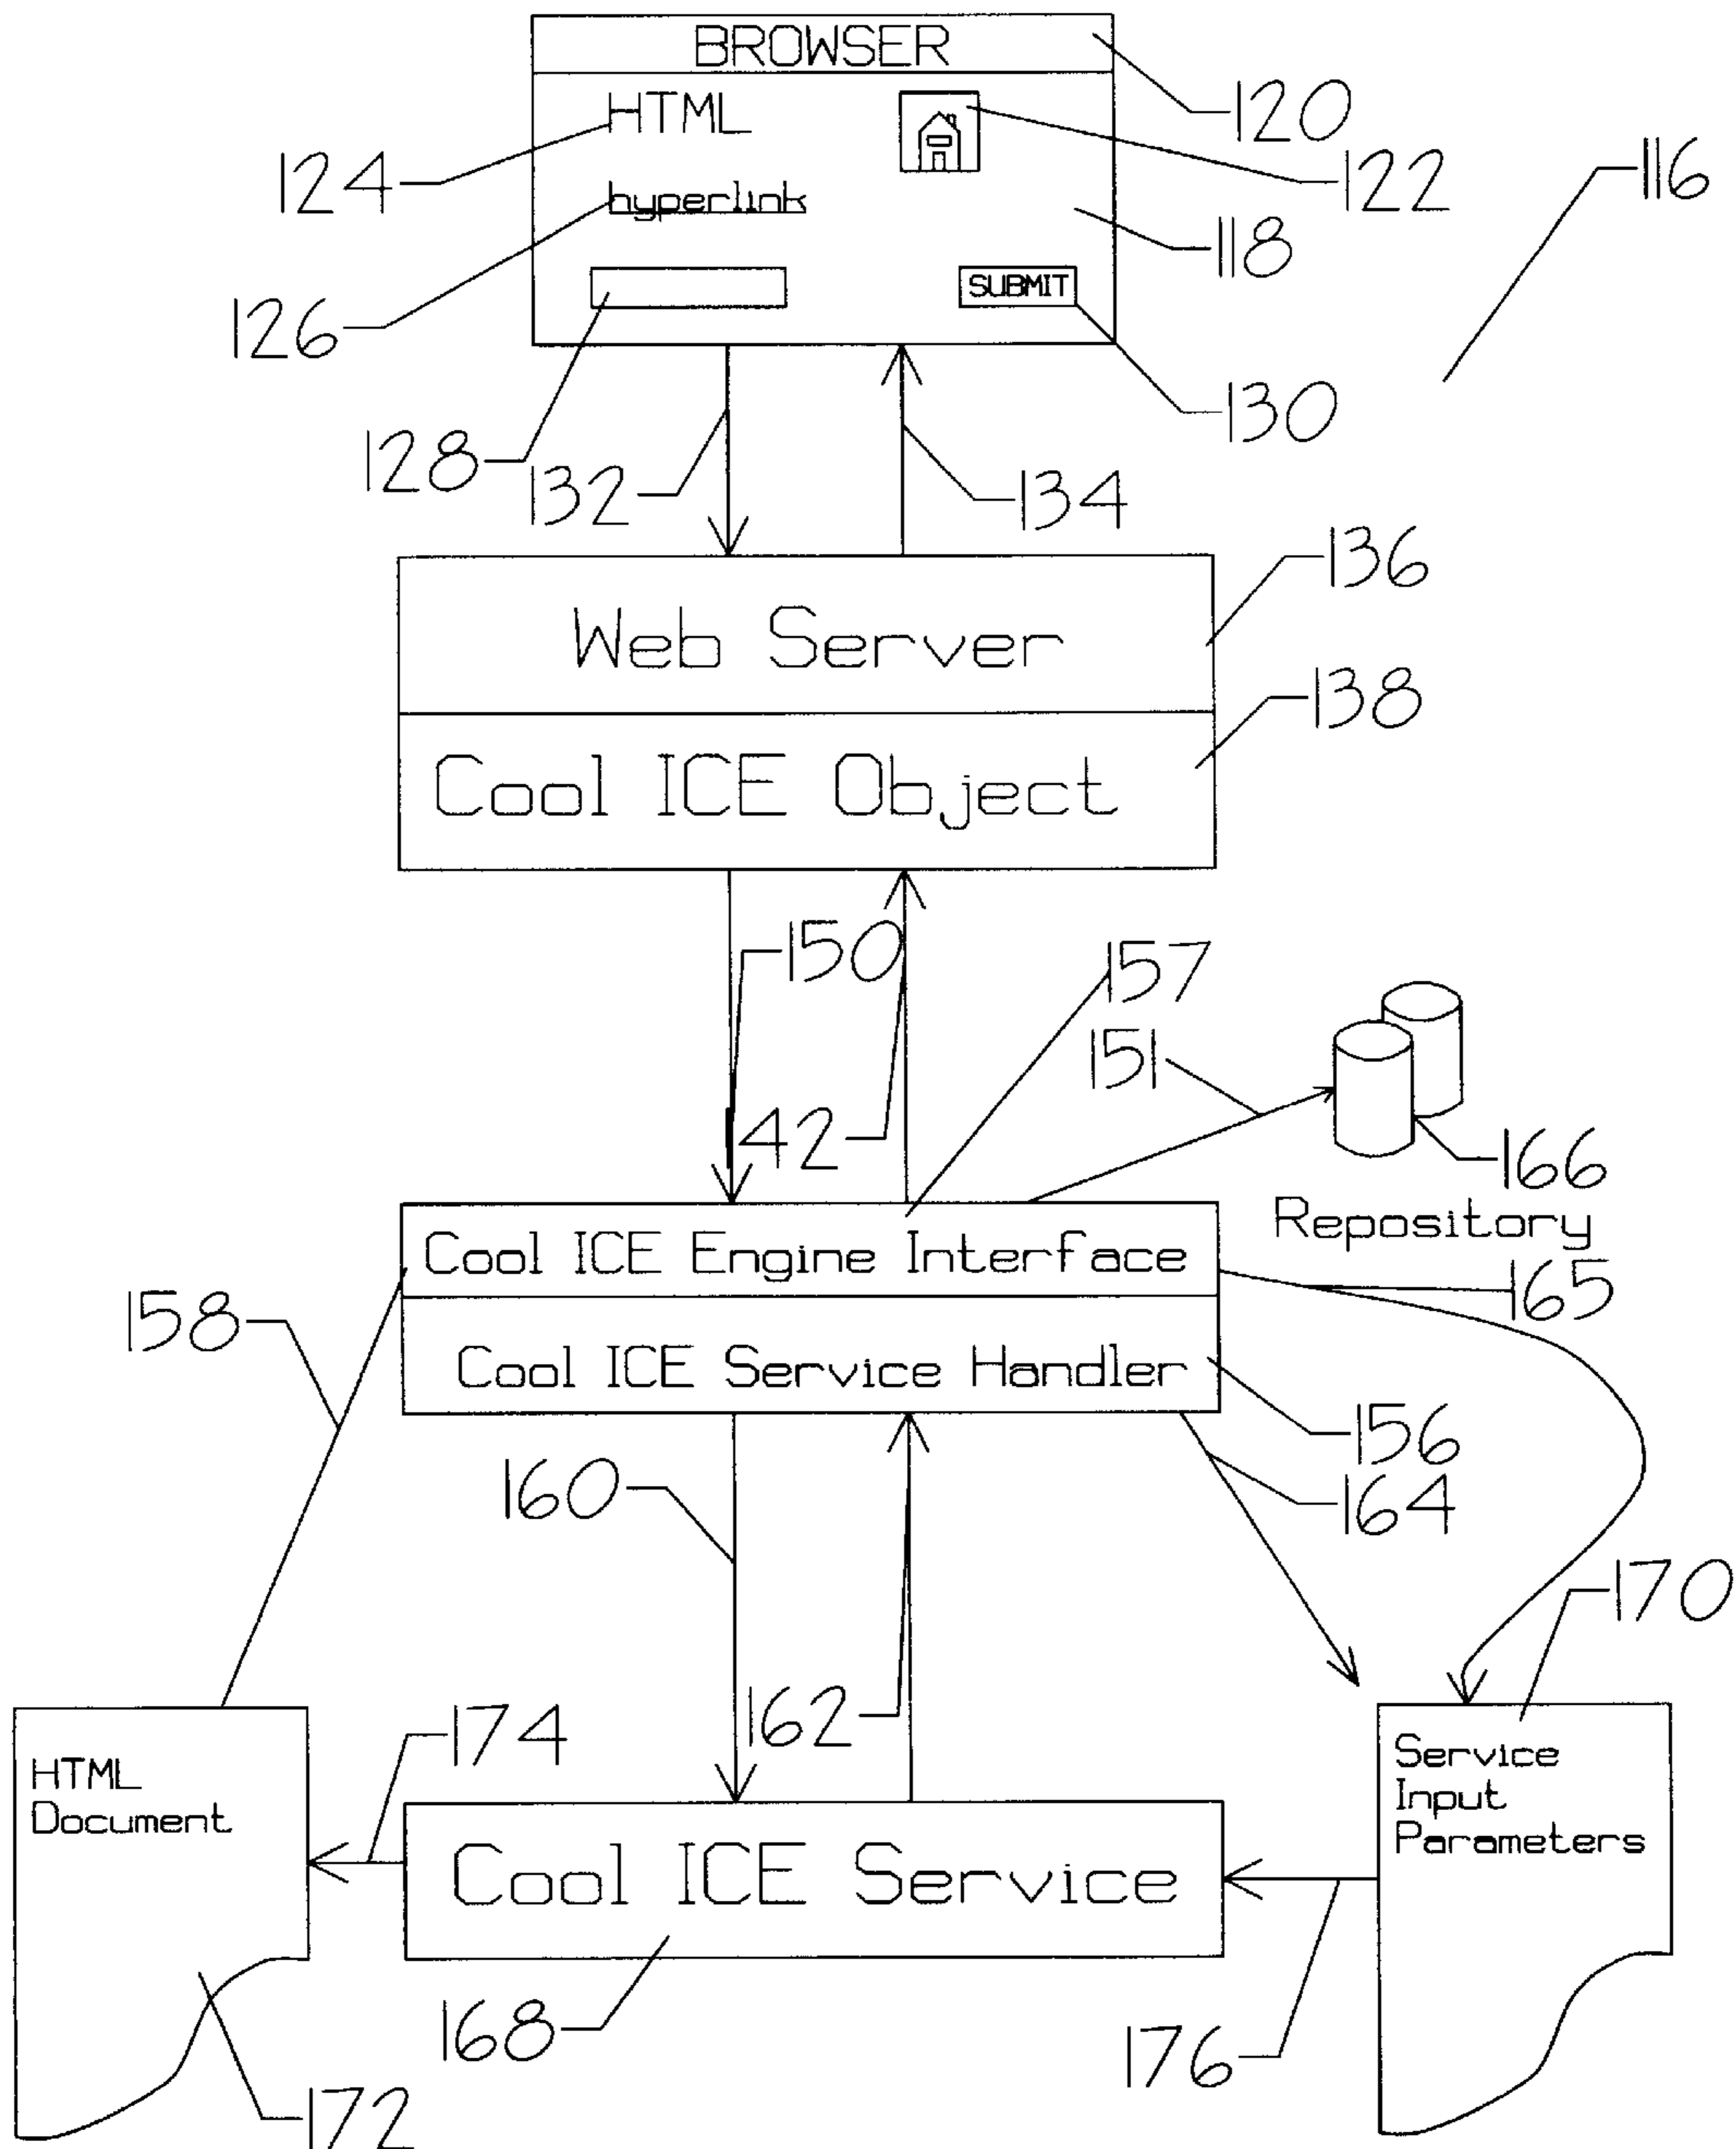 BROWSER
120
HTML
124
122
116
hyperlink
118
126
SUBMIT
128
130
132
134
136
Web Server
138
Cool ICE Object
150
157
151
142
166
Repository
Cool ICE Engine Interface
165
158
Cool ICE Service Handler
156
160
164
170
162
174
HTML
Document
Service
Input
Parameters
Cool ICE Service
168
176
172